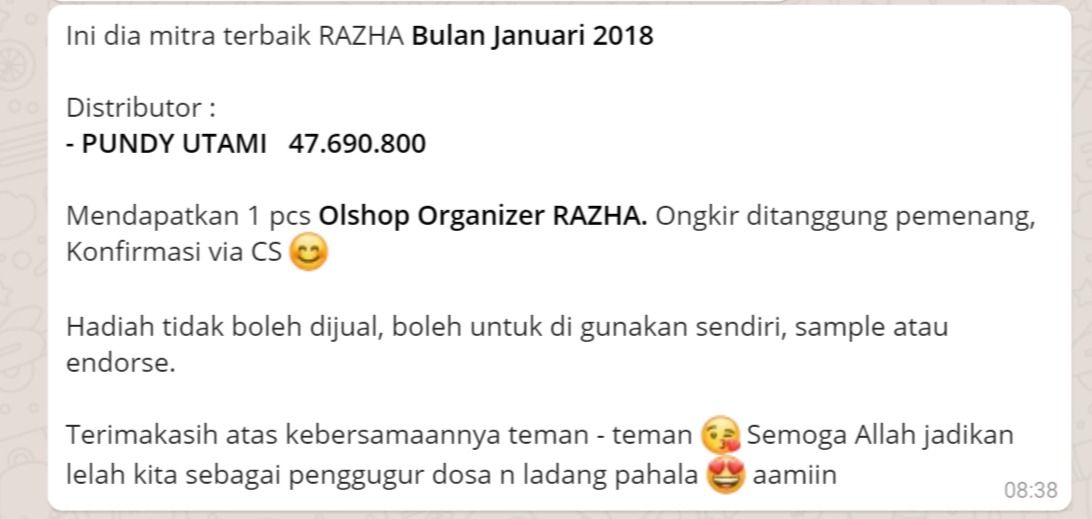 Ini dia mitra terbaik RAZHA Bulan Januari 2018
Distributor :
- PUNDY UTAMI 47.690.800
Mendapatkan 1 pcs Olshop Organizer RAZHA. Ongkir ditanggung pemenang,
Konfirmasi via CS 😊
Hadiah tidak boleh dijual, boleh untuk di gunakan sendiri, sample atau
endorse.
Terimakasih atas kebersamaannya teman - teman 😘 Semoga Allah jadikan
lelah kita sebagai penggugur dosa n ladang pahala 😍 aamiin
08:38